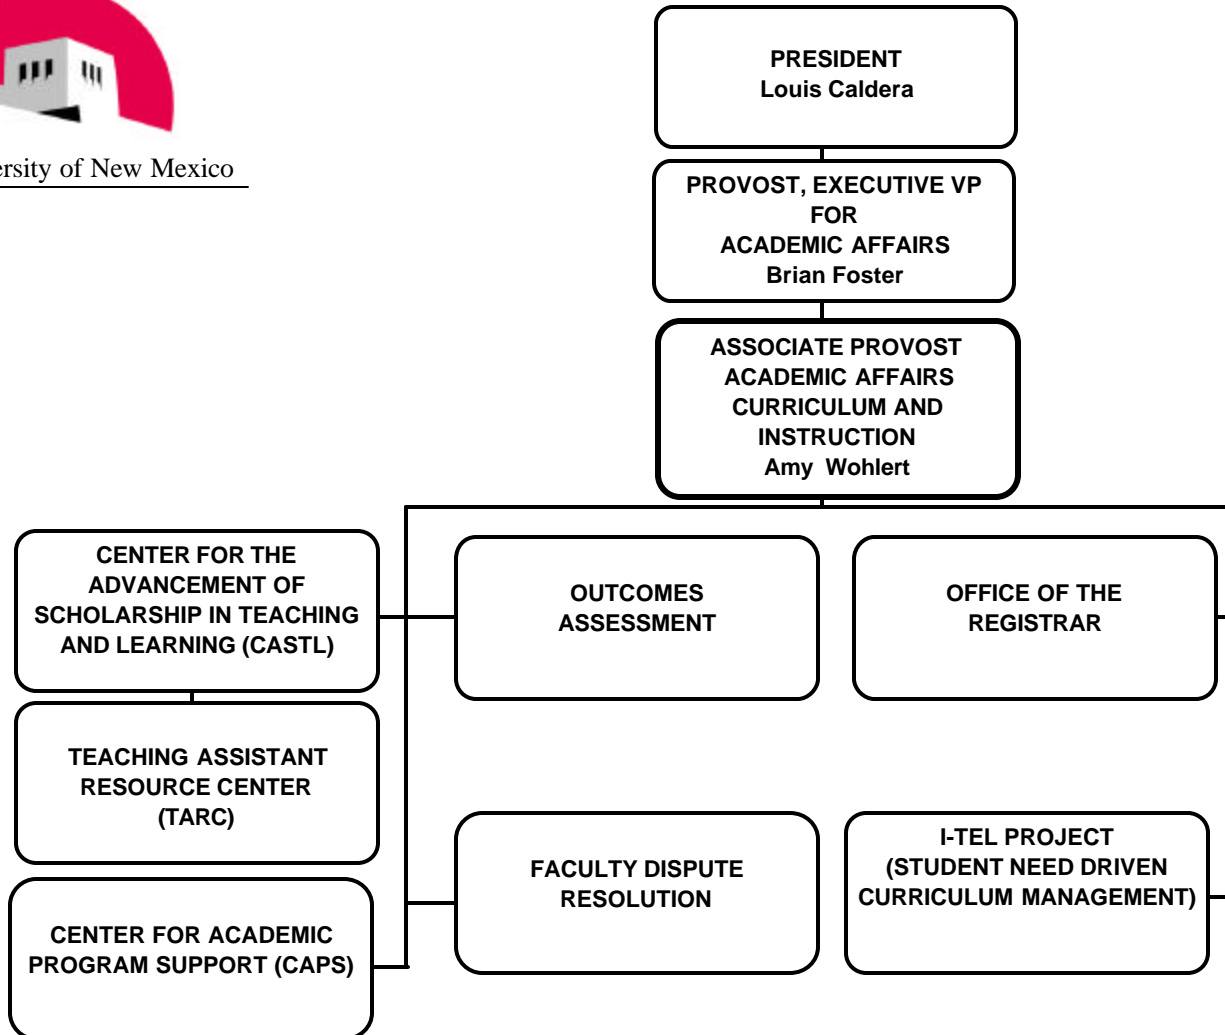 ersity of New Mexico
PRESIDENT
Louis Caldera
PROVOST, EXECUTIVE VP
FOR
ACADEMIC AFFAIRS
Brian Foster
ASSOCIATE PROVOST
ACADEMIC AFFAIRS
CURRICULUM AND
INSTRUCTION
Amy Wohlert
CENTER FOR THE
ADVANCEMENT OF
SCHOLARSHIP IN TEACHING
AND LEARNING (CASTL)
OUTCOMES
ASSESSMENT
OFFICE OF THE
REGISTRAR
TEACHING ASSISTANT
RESOURCE CENTER
(TARC)
FACULTY DISPUTE
RESOLUTION
I-TEL PROJECT
(STUDENT NEED DRIVEN
CURRICULUM MANAGEMENT)
CENTER FOR ACADEMIC
PROGRAM SUPPORT (CAPS)